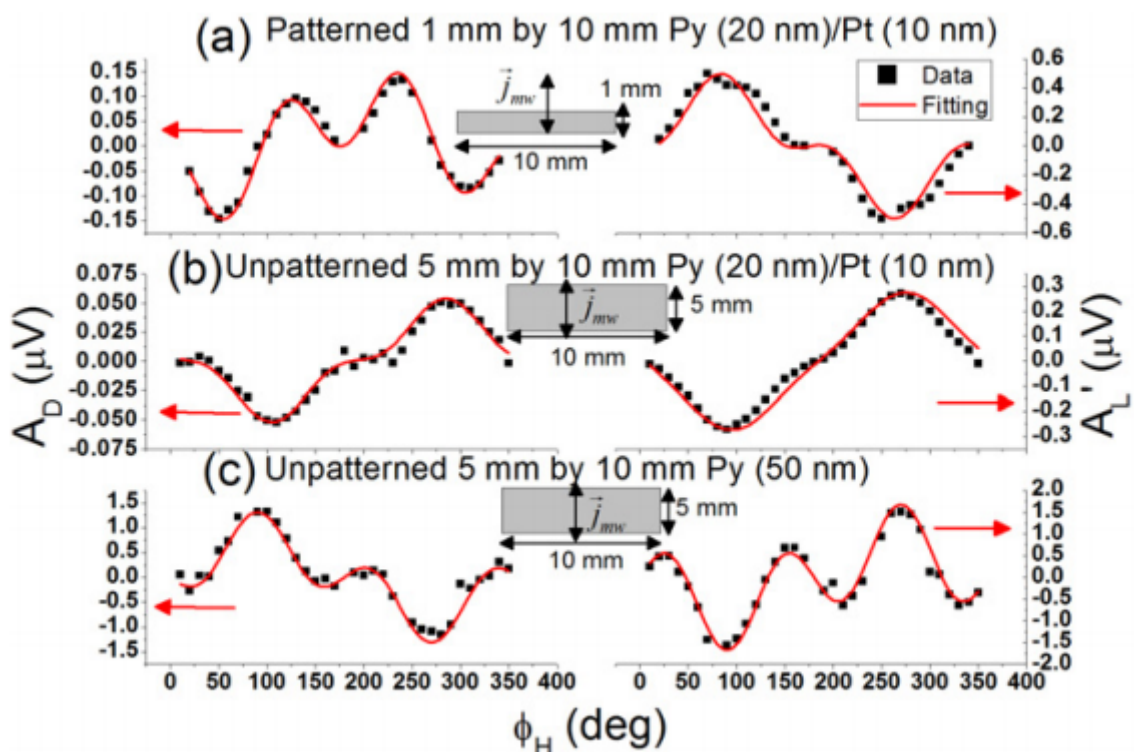 (a) Patterned 1 mm by 10 mm Py (20 nm)/Pt (10 nm)
0.15
0.10
0.05
0.00
-0.05
-0.10
-0.15
j⃗mw
1 mm
10 mm
Data
Fitting
0.6
0.4
0.2
0.0
-0.2
-0.4
-0.6
(b) Unpatterned 5 mm by 10 mm Py (20 nm)/Pt (10 nm)
0.075
0.050
0.025
0.000
-0.025
-0.050
-0.075
j⃗mw
5 mm
10 mm
0.3
0.2
0.1
0.0
-0.1
-0.2
-0.3
A_D (μV)
A_L' (μV)
(c) Unpatterned 5 mm by 10 mm Py (50 nm)
1.5
1.0
0.5
0.0
-0.5
-1.0
-1.5
j⃗mw
5 mm
10 mm
2.0
1.5
1.0
0.5
0.0
-0.5
-1.0
-1.5
-2.0
0 50 100 150 200 250 300 350 400
0 50 100 150 200 250 300 350 400
ϕ_H (deg)